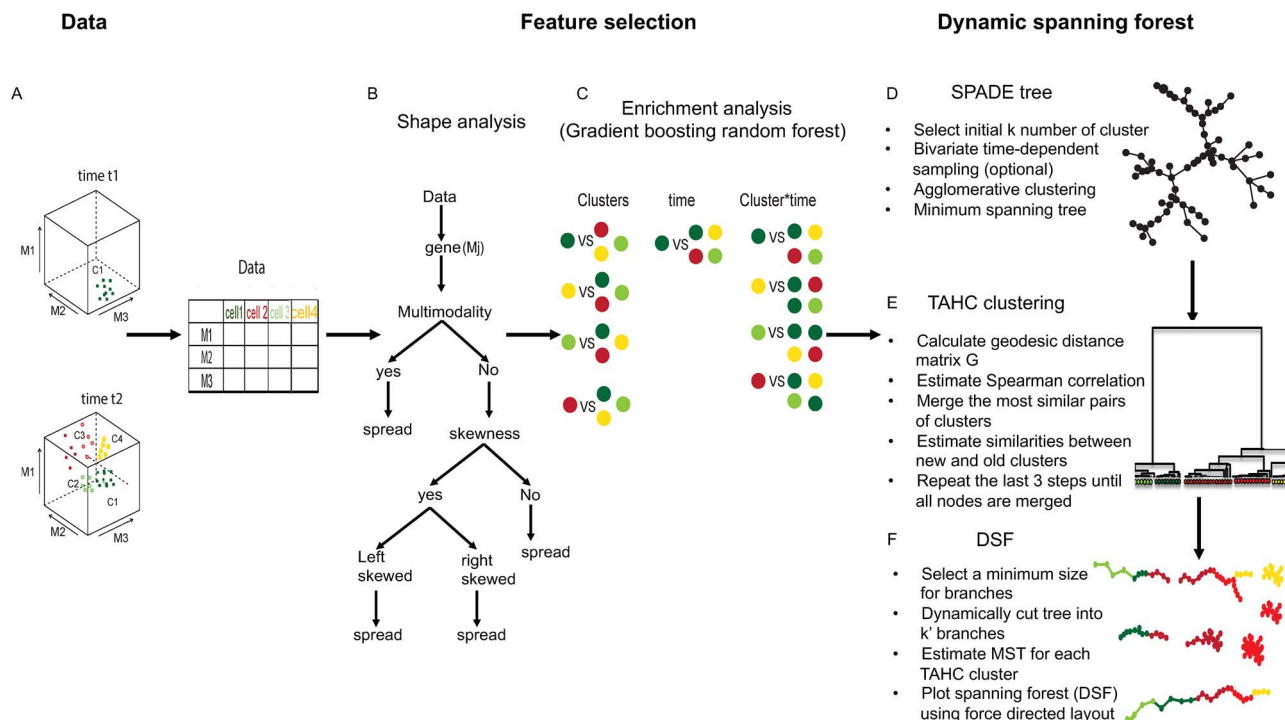 Data
Feature selection
Dynamic spanning forest
A
time t1
M1
C1
M2
M3
time t2
C3
C4
M1
C2
C1
M2
M3
Data
cell1 cell 2 cell 3 cell4
M1
M2
M3
B
Shape analysis
Data
gene(Mj)
Multimodality
yes
No
spread
skewness
yes
No
Left
skewed
right
skewed
spread
spread
spread
C
Enrichment analysis
(Gradient boosting random forest)
Clusters
time
Cluster*time
VS
VS
VS
VS
VS
VS
VS
VS
VS
D
SPADE tree
• Select initial k number of cluster
• Bivariate time-dependent
sampling (optional)
• Agglomerative clustering
• Minimum spanning tree
E
TAHC clustering
• Calculate geodesic distance
matrix G
• Estimate Spearman correlation
• Merge the most similar pairs
of clusters
• Estimate similarities between
new and old clusters
• Repeat the last 3 steps until
all nodes are merged
F
DSF
• Select a minimum size
for branches
• Dynamically cut tree into
k' branches
• Estimate MST for each
TAHC cluster
• Plot spanning forest (DSF)
using force directed layout